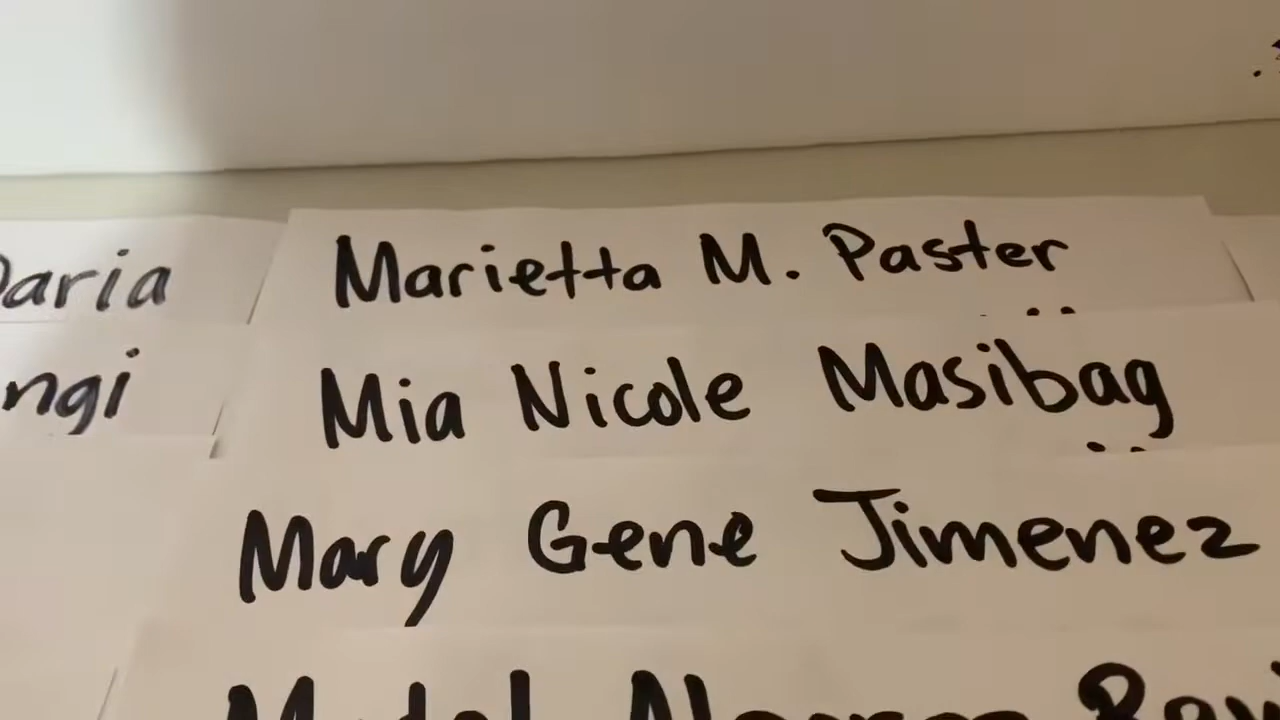 Daria
ngi
Marietta M. Paster
Mia Nicole Masibag
Mary Gene Jimenez